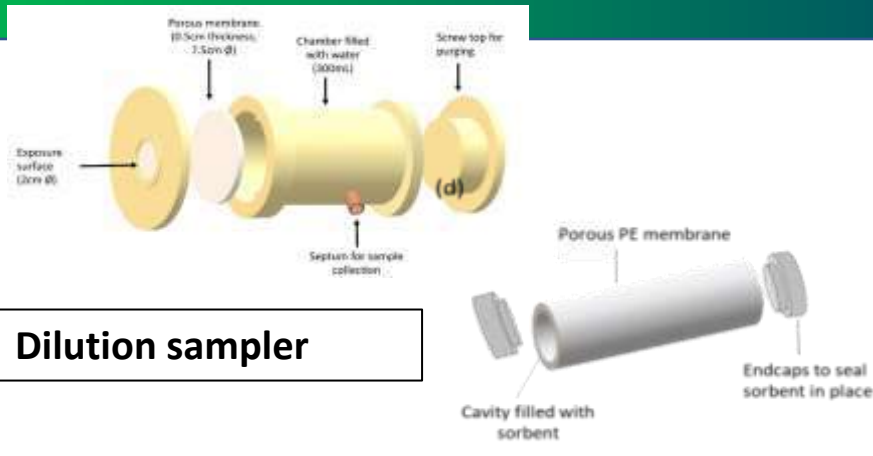 Porous membrane
(0.5cm thickness,
7.5cm Ø)
Chamber filled
with water
(300mL)
Screw top for
purging
Exposure
surface
(2cm Ø)
(d)
Septum for sample
collection
Porous PE membrane
Dilution sampler
Endcaps to seal
sorbent in place
Cavity filled with
sorbent